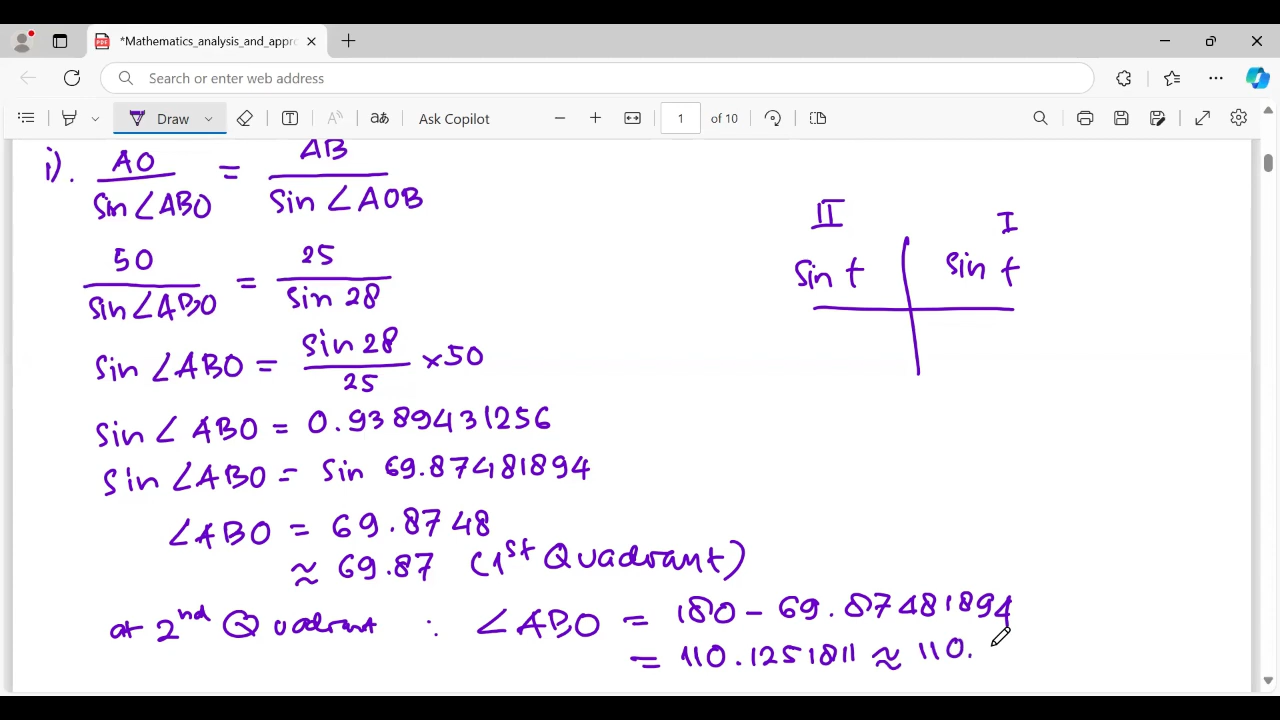 *Mathematics_analysis_and_appro
Search or enter web address
Draw
aあ
Ask Copilot
1 of 10
i). AO / sin ∠ABO = AB / sin ∠AOB
50 / sin ∠ABO = 25 / sin 28
sin ∠ABO = sin 28 / 25 × 50
sin ∠ABO = 0.9389431256
sin ∠ABO = sin 69.87481894
∠ABO = 69.8748
≈ 69.87 (1st Quadrant)
at 2nd Quadrant : ∠ABO = 180 - 69.87481894
= 110.1251811 ≈ 110.
II I
sin + sin +